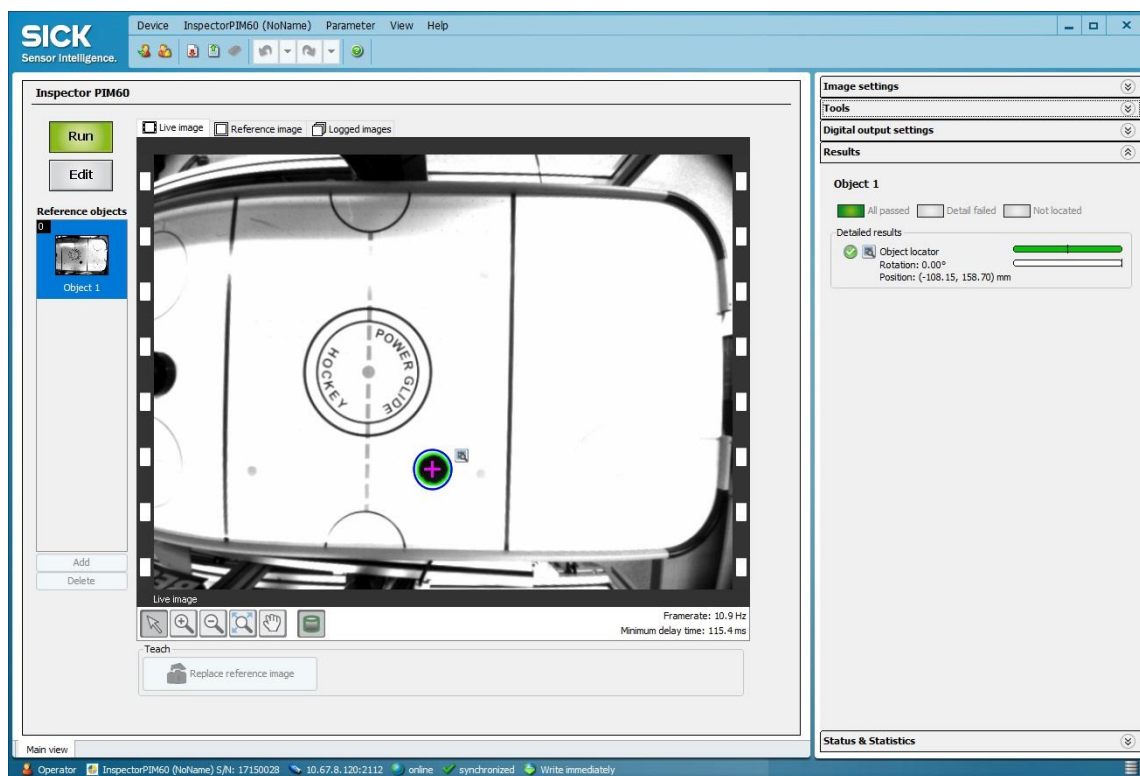 SICK
Sensor Intelligence.
Device InspectorPIM60 (NoName) Parameter View Help
Inspector PIM60
Run
Edit
Reference objects
0
Object 1
Add
Delete
Live image Reference image Logged images
POWER GLIDE
HOCKEY
Live image
Framerate: 10.9 Hz
Minimum delay time: 115.4 ms
Teach
Replace reference image
Main view
Image settings
Tools
Digital output settings
Results
Object 1
All passed Detail failed Not located
Detailed results
Object locator
Rotation: 0.00°
Position: (-108.15, 158.70) mm
Status & Statistics
Operator InspectorPIM60 (NoName) S/N: 17150028 10.67.8.120:2112 online synchronized Write immediately